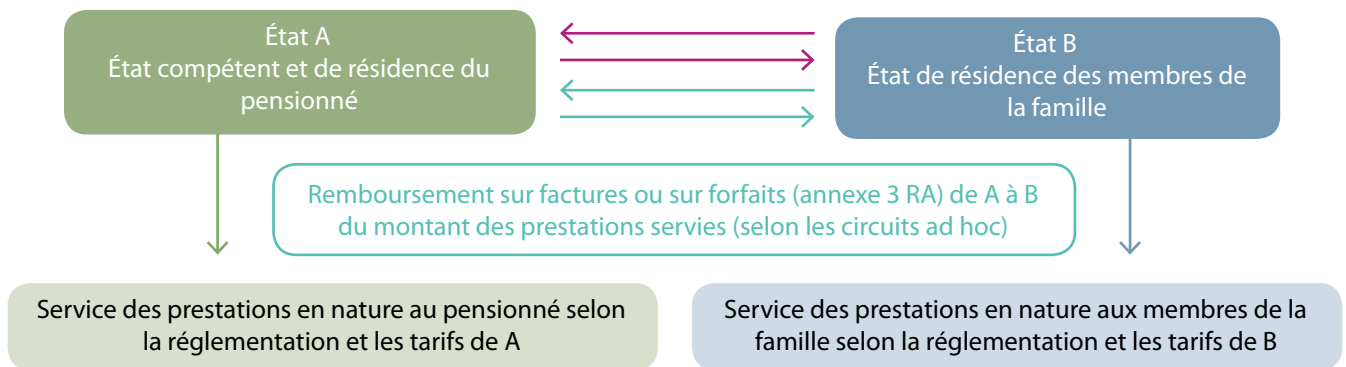 État A
État compétent et de résidence du
pensionné
État B
État de résidence des membres de
la famille
Remboursement sur factures ou sur forfaits (annexe 3 RA) de A à B
du montant des prestations servies (selon les circuits ad hoc)
Service des prestations en nature au pensionné selon
la réglementation et les tarifs de A
Service des prestations en nature aux membres de la
famille selon la réglementation et les tarifs de B